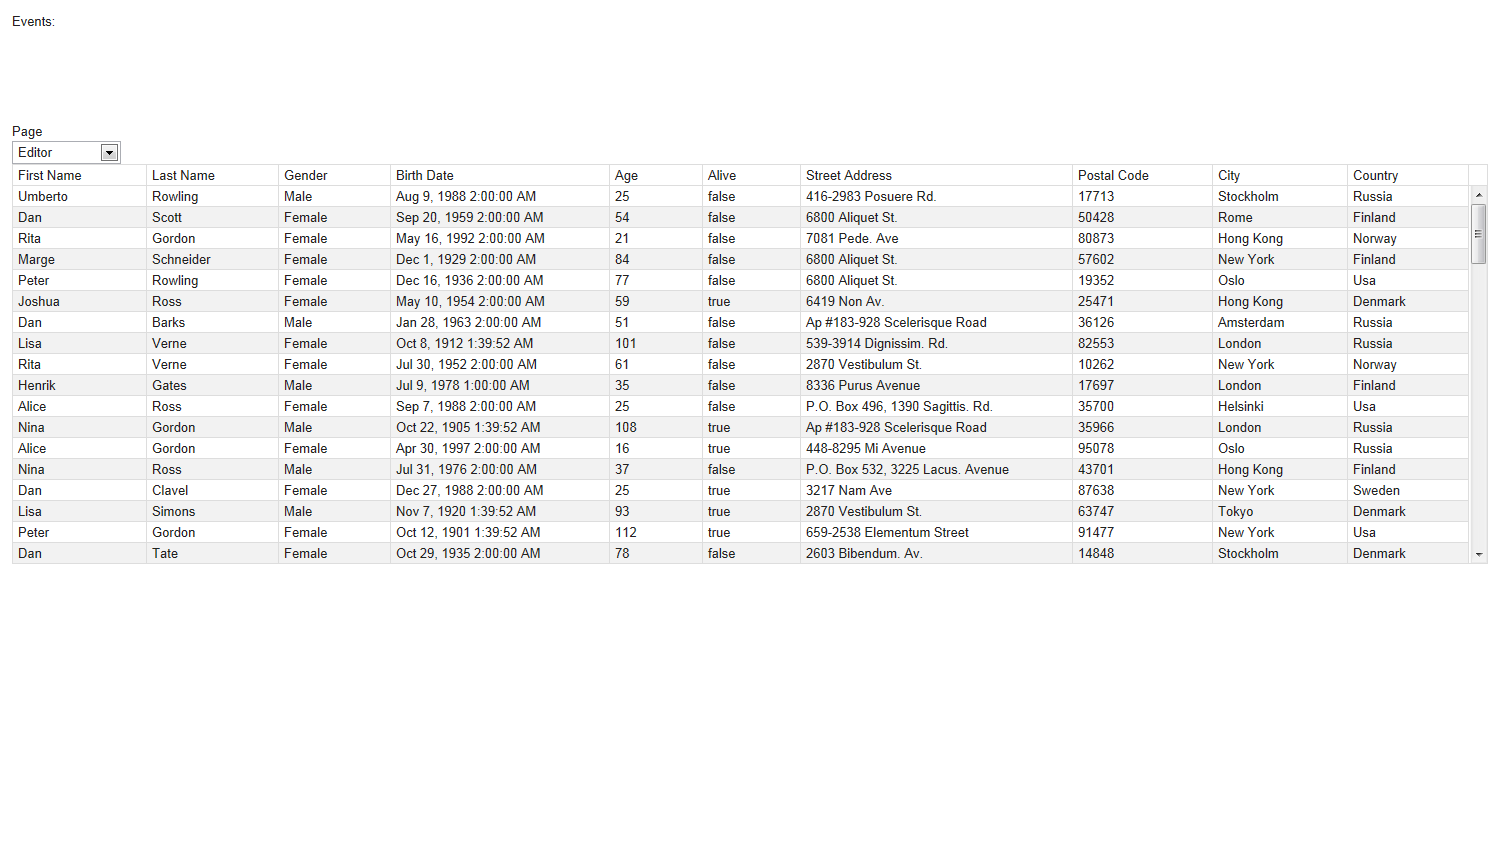 Events:
Page
Editor
First Name Last Name Gender Birth Date Age Alive Street Address Postal Code City Country
Umberto Rowling Male Aug 9, 1988 2:00:00 AM 25 false 416-2983 Posuere Rd. 17713 Stockholm Russia
Dan Scott Female Sep 20, 1959 2:00:00 AM 54 false 6800 Aliquet St. 50428 Rome Finland
Rita Gordon Female May 16, 1992 2:00:00 AM 21 false 7081 Pede. Ave 80873 Hong Kong Norway
Marge Schneider Female Dec 1, 1929 2:00:00 AM 84 false 6800 Aliquet St. 57602 New York Finland
Peter Rowling Female Dec 16, 1936 2:00:00 AM 77 false 6800 Aliquet St. 19352 Oslo Usa
Joshua Ross Female May 10, 1954 2:00:00 AM 59 true 6419 Non Av. 25471 Hong Kong Denmark
Dan Barks Male Jan 28, 1963 2:00:00 AM 51 false Ap #183-928 Scelerisque Road 36126 Amsterdam Russia
Lisa Verne Female Oct 8, 1912 1:39:52 AM 101 false 539-3914 Dignissim. Rd. 82553 London Russia
Rita Verne Female Jul 30, 1952 2:00:00 AM 61 false 2870 Vestibulum St. 10262 New York Norway
Henrik Gates Male Jul 9, 1978 1:00:00 AM 35 false 8336 Purus Avenue 17697 London Finland
Alice Ross Female Sep 7, 1988 2:00:00 AM 25 false P.O. Box 496, 1390 Sagittis. Rd. 35700 Helsinki Usa
Nina Gordon Male Oct 22, 1905 1:39:52 AM 108 true Ap #183-928 Scelerisque Road 35966 London Russia
Alice Gordon Female Apr 30, 1997 2:00:00 AM 16 true 448-8295 Mi Avenue 95078 Oslo Russia
Nina Ross Male Jul 31, 1976 2:00:00 AM 37 false P.O. Box 532, 3225 Lacus. Avenue 43701 Hong Kong Finland
Dan Clavel Female Dec 27, 1988 2:00:00 AM 25 true 3217 Nam Ave 87638 New York Sweden
Lisa Simons Male Nov 7, 1920 1:39:52 AM 93 true 2870 Vestibulum St. 63747 Tokyo Denmark
Peter Gordon Female Oct 12, 1901 1:39:52 AM 112 true 659-2538 Elementum Street 91477 New York Usa
Dan Tate Female Oct 29, 1935 2:00:00 AM 78 false 2603 Bibendum. Av. 14848 Stockholm Denmark